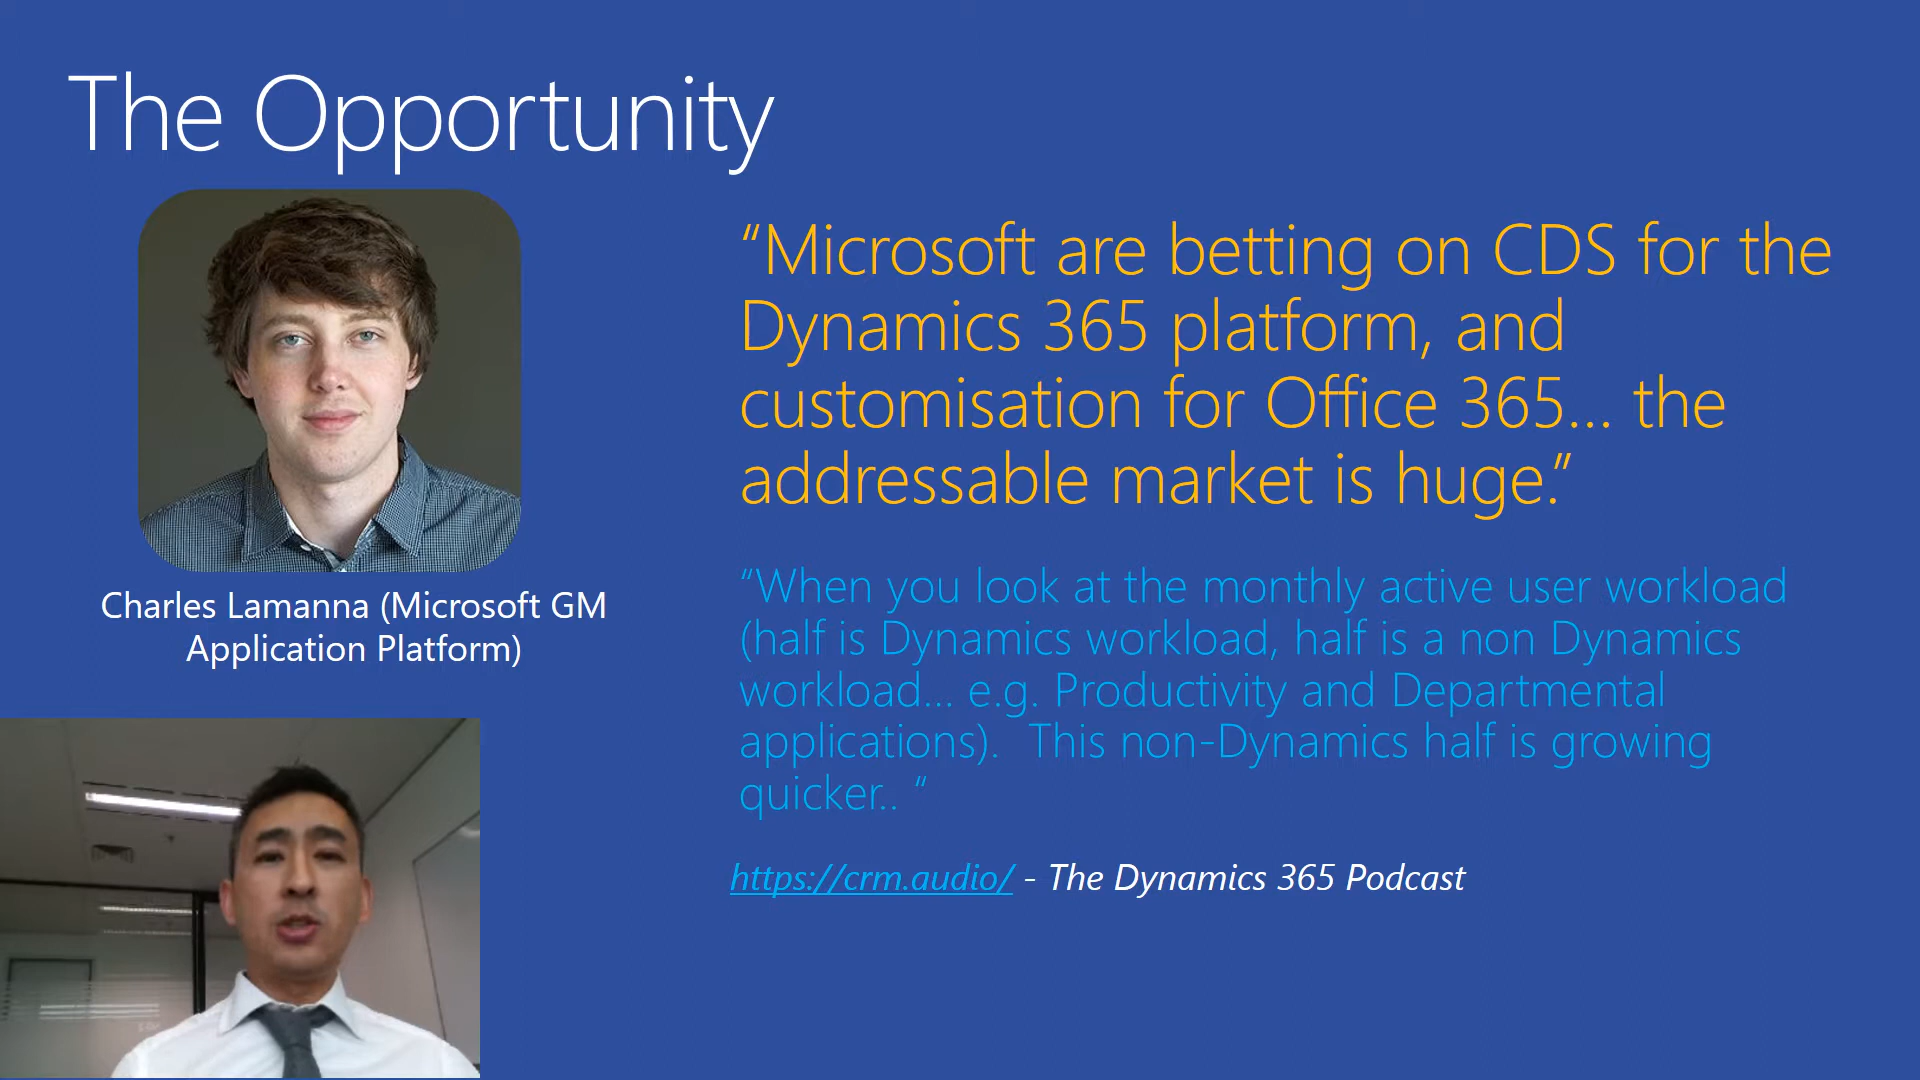 The Opportunity
Charles Lamanna (Microsoft GM
Application Platform)
“Microsoft are betting on CDS for the
Dynamics 365 platform, and
customisation for Office 365… the
addressable market is huge.”
“When you look at the monthly active user workload
(half is Dynamics workload, half is a non Dynamics
workload… e.g. Productivity and Departmental
applications).  This non-Dynamics half is growing
quicker.. “
https://crm.audio/ - The Dynamics 365 Podcast